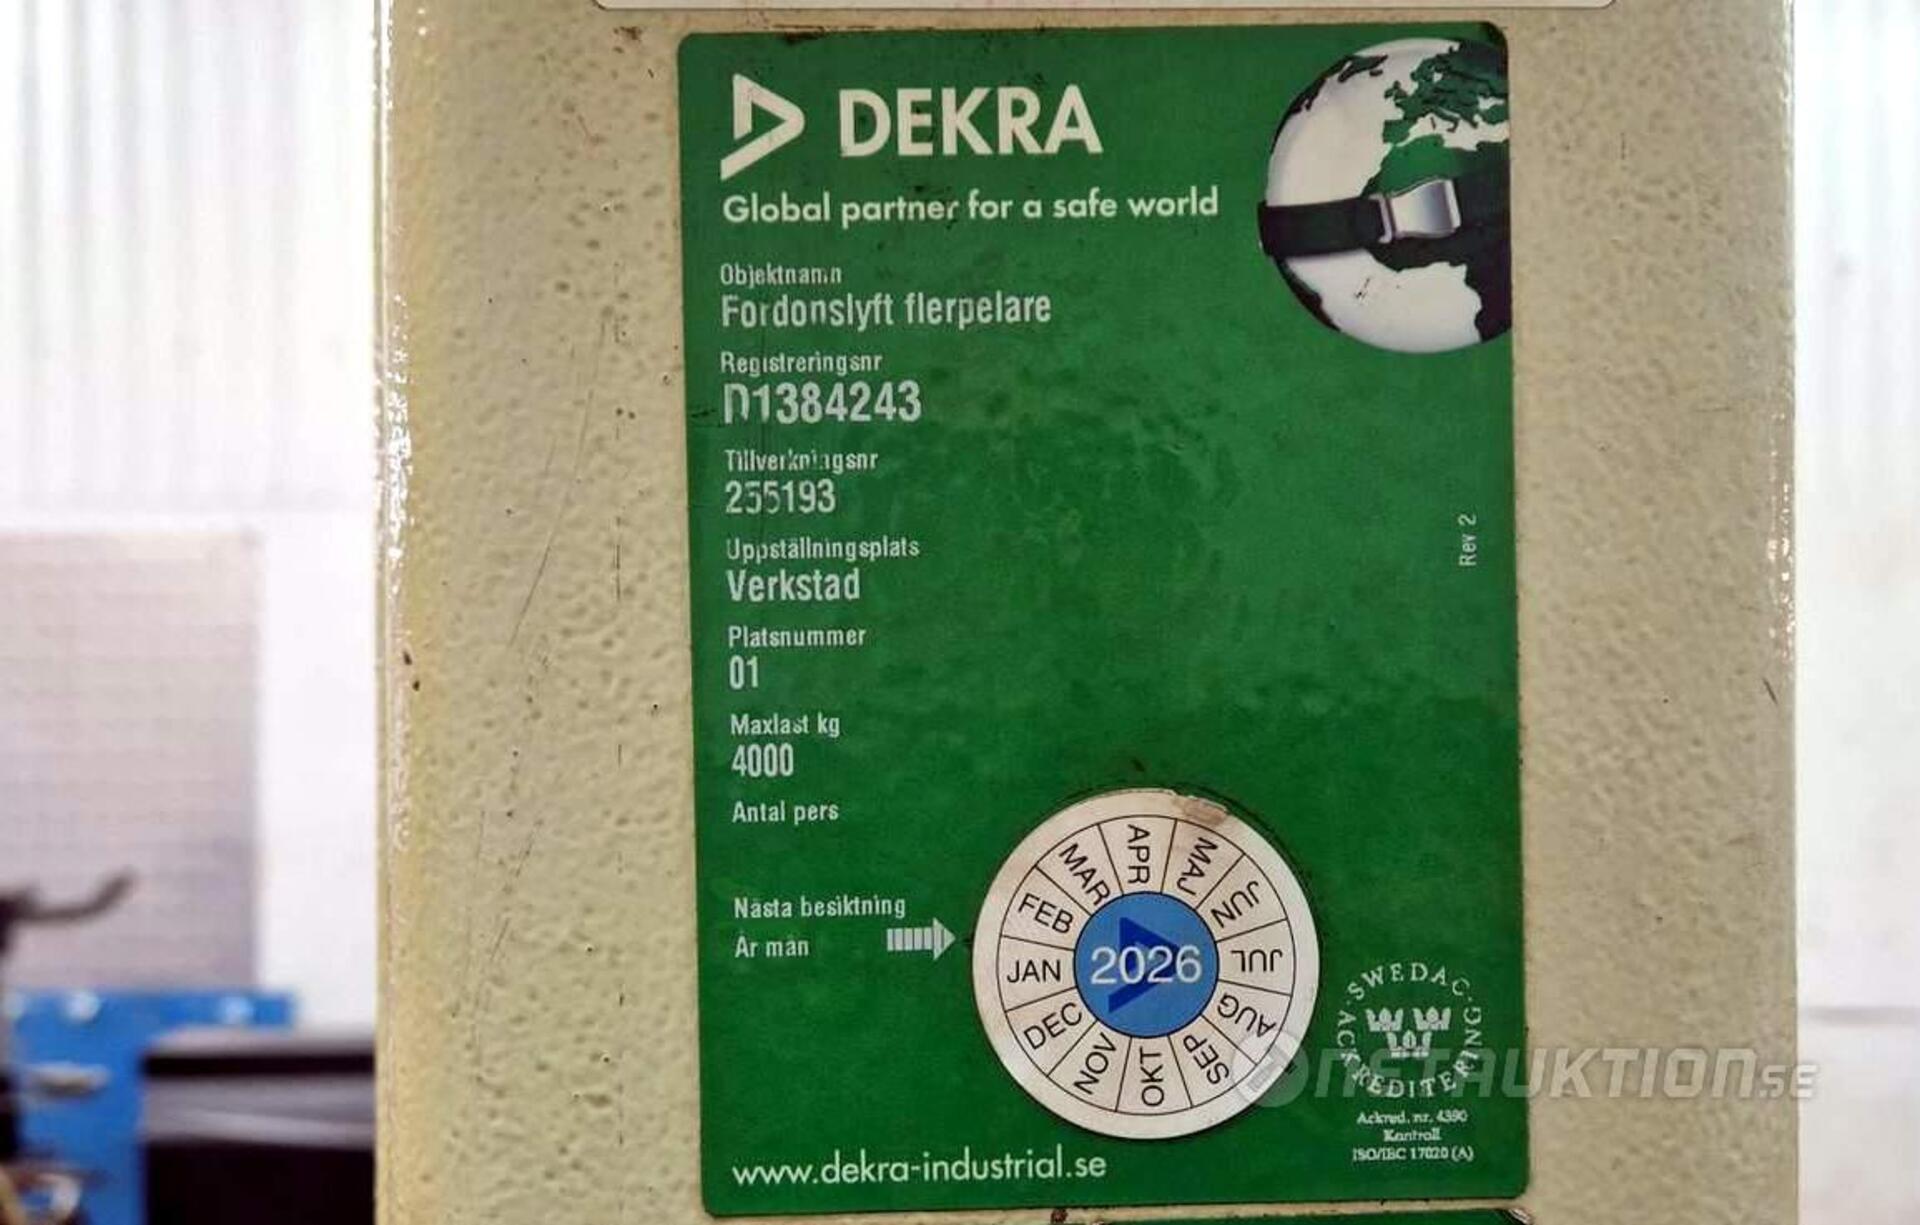 DEKRA
Global partner for a safe world
Objektnamn
Fordonslyft flerpelare
Registreringsnr
D1384243
Tillverkningsnr
255193
Uppställningsplats
Verkstad
Platsnummer
01
Maxlast kg
4000
Antal pers
Rev 2
Nästa besiktning
År mån
JAN FEB MAR APR MAJ JUN JUL AUG SEP OKT NOV DEC
2026
SWEDAC ACKREDITERING
Ackred. nr. 4390
Kontroll
ISO/IEC 17020 (A)
www.dekra-industrial.se
NETAUKTION.SE